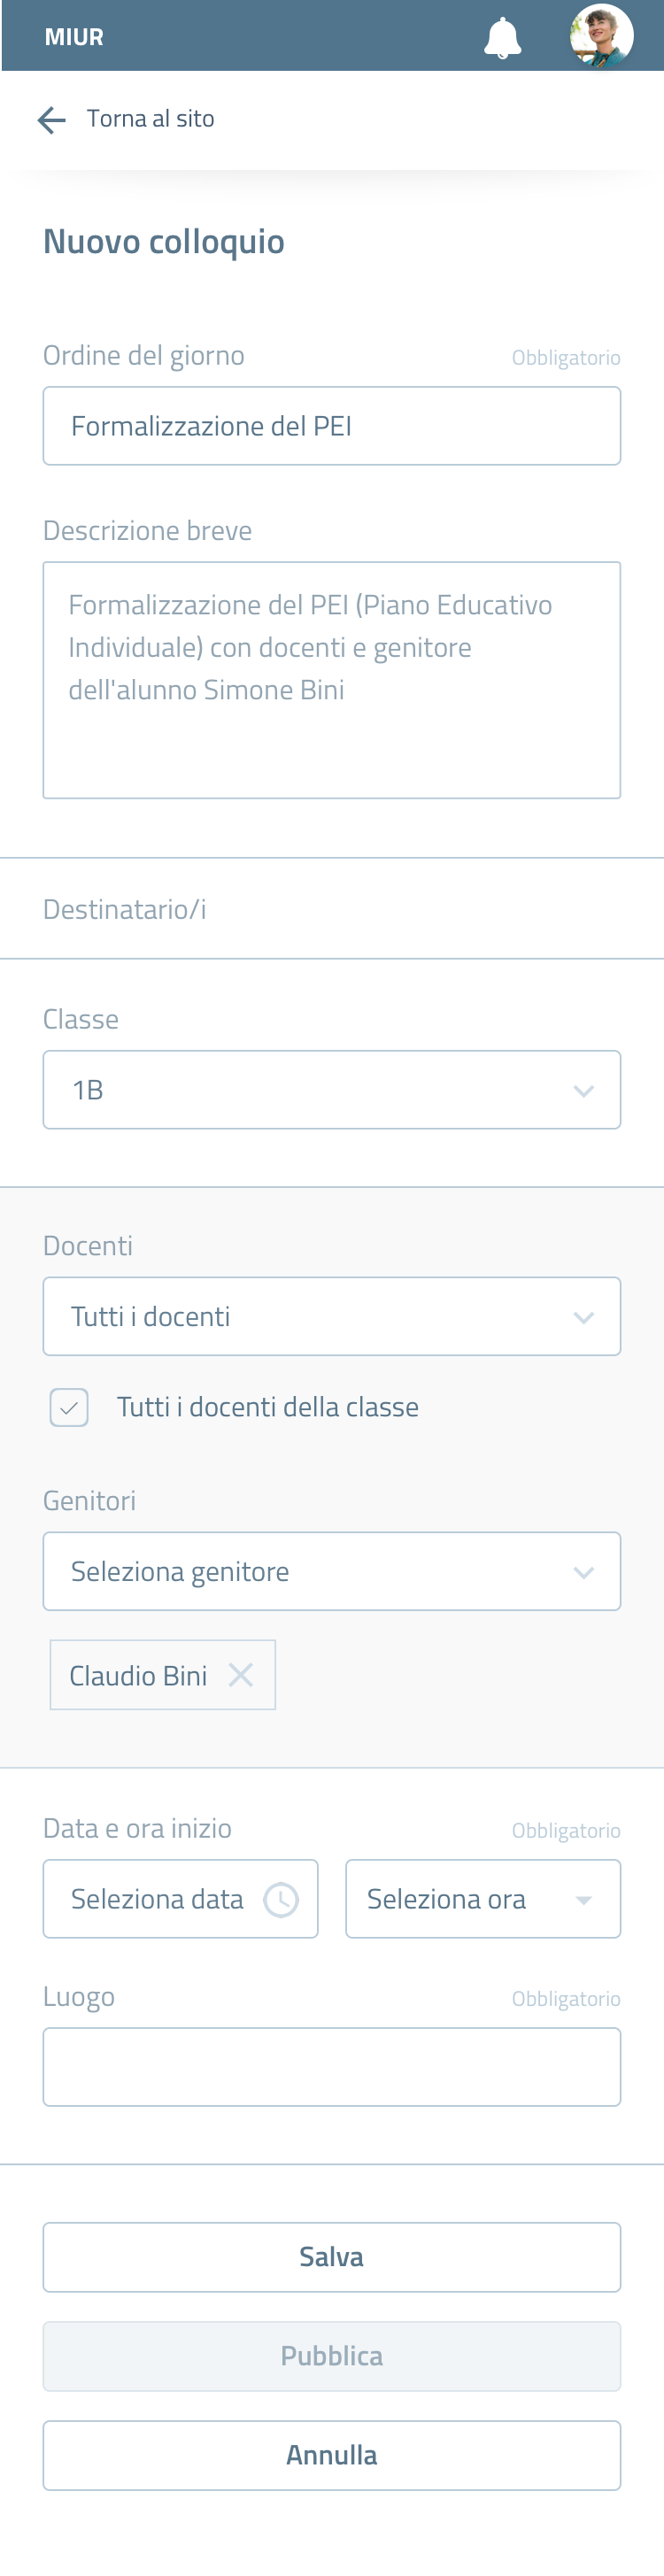 MIUR
Torna al sito
Nuovo colloquio
Ordine del giorno Obbligatorio
Formalizzazione del PEI
Descrizione breve
Formalizzazione del PEI (Piano Educativo
Individuale) con docenti e genitore
dell'alunno Simone Bini
Destinatario/i
Classe
1B
Docenti
Tutti i docenti
Tutti i docenti della classe
Genitori
Seleziona genitore
Claudio Bini
Data e ora inizio Obbligatorio
Seleziona data Seleziona ora
Luogo Obbligatorio
Salva
Pubblica
Annulla